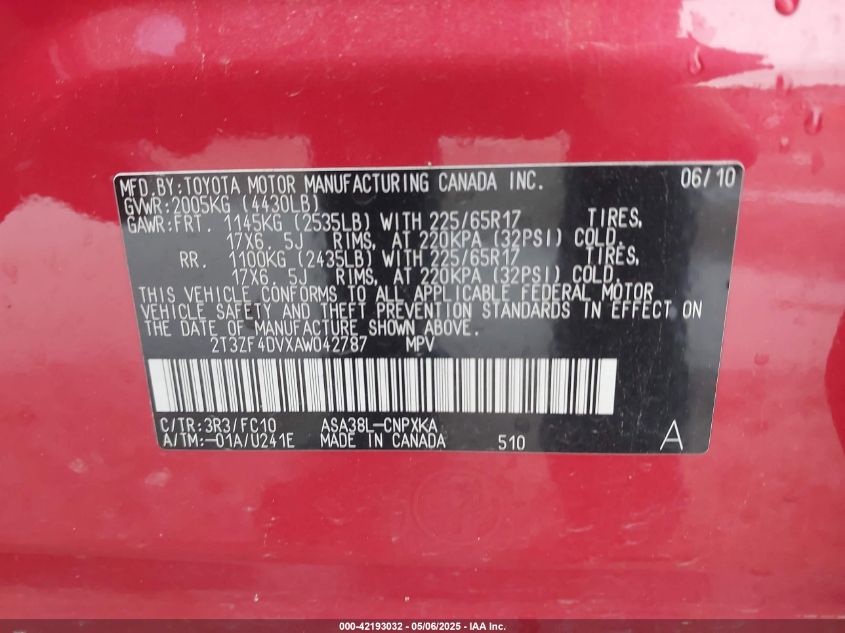 MFD.BY:TOYOTA MOTOR MANUFACTURING CANADA INC. 06/10
GVWR:2005KG (4430LB)
GAWR:FRT. 1145KG (2535LB) WITH 225/65R17 TIRES,
17X6. 5J RIMS, AT 220KPA (32PSI) COLD.
RR. 1100KG (2435LB) WITH 225/65R17 TIRES,
17X6. 5J RIMS, AT 220KPA (32PSI) COLD.
THIS VEHICLE CONFORMS TO ALL APPLICABLE FEDERAL MOTOR
VEHICLE SAFETY AND THEFT PREVENTION STANDARDS IN EFFECT ON
THE DATE OF MANUFACTURE SHOWN ABOVE.
2T3ZF4DVXAW042787 MPV
C/TR:3R3/FC10 ASA38L-CNPXKA
A/TM:-01A/U241E MADE IN CANADA 510 A
000-42193032 - 05/06/2025 - IAA Inc.